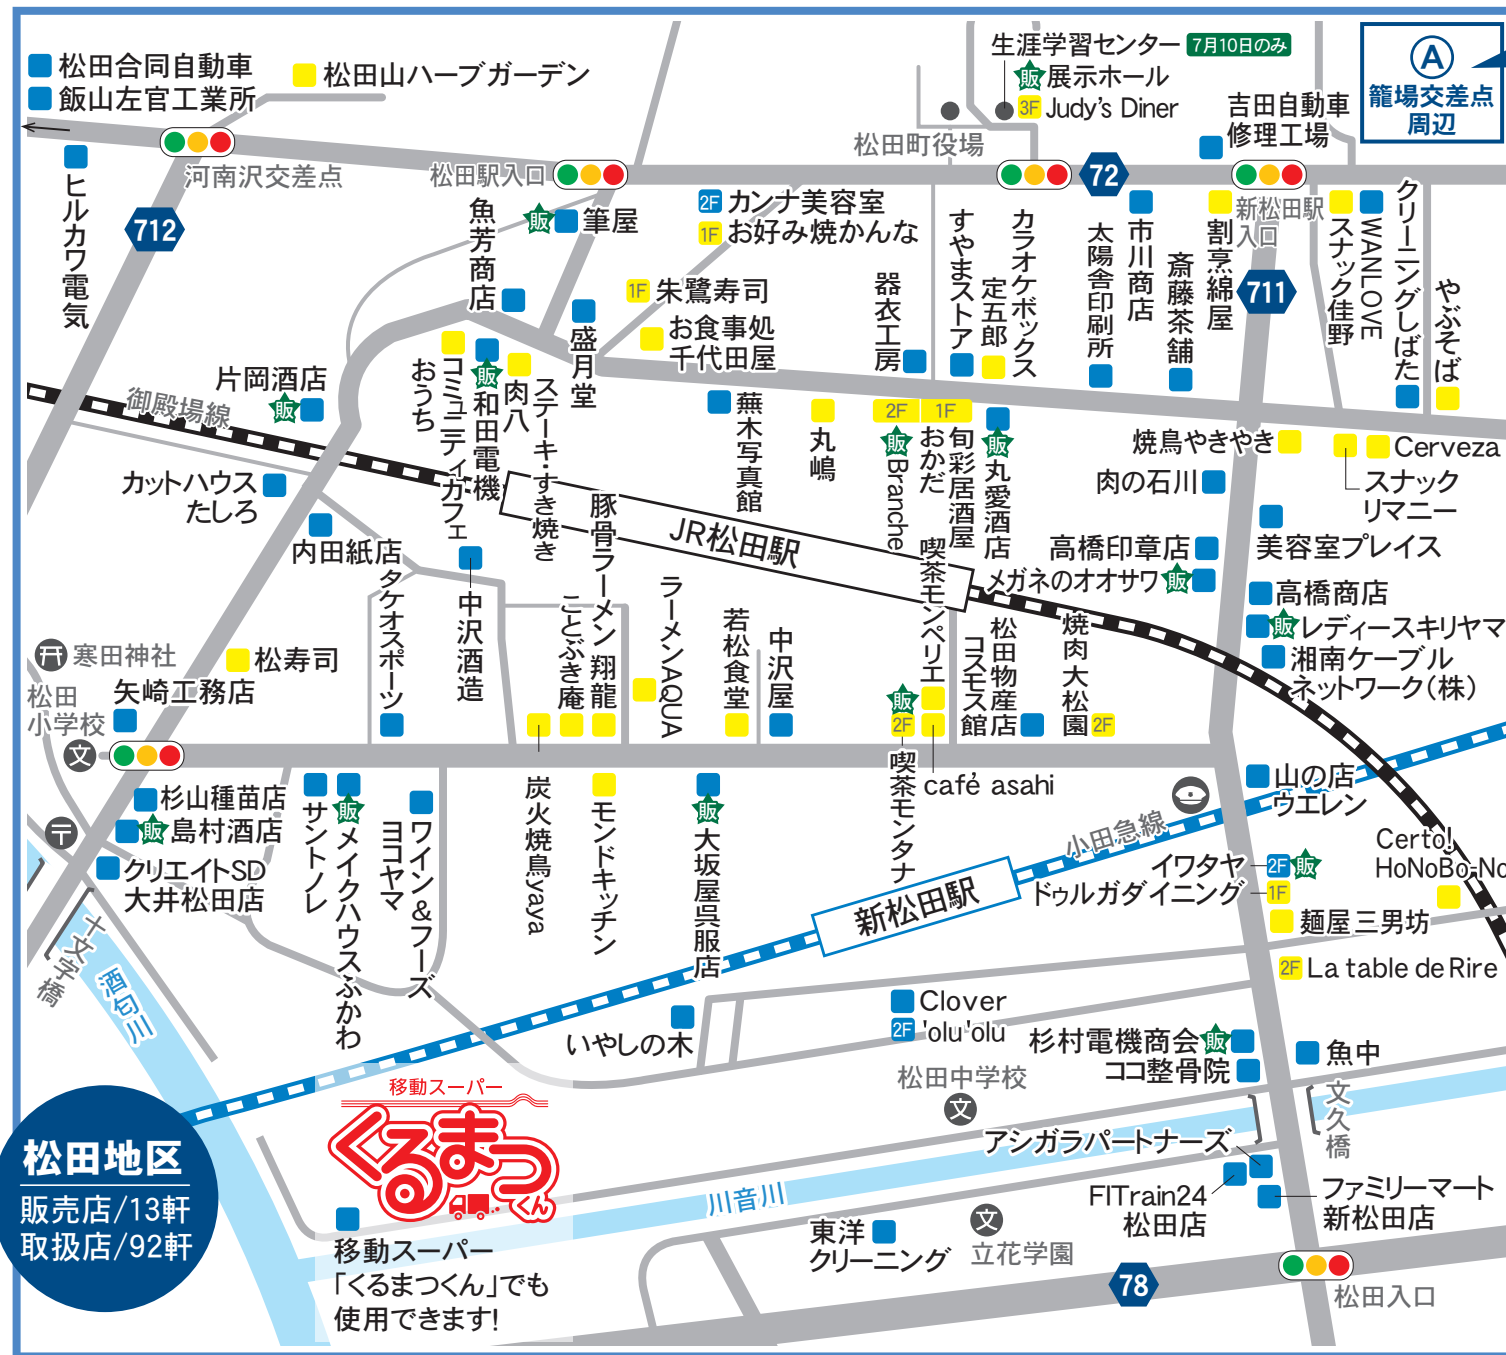 松田合同自動車
飯山左官工業所
松田山ハーブガーデン
生涯学習センター 7月10日のみ
販 展示ホール
3F Judy's Diner
松田町役場
吉田自動車
修理工場
A
籠場交差点
周辺
河南沢交差点
松田駅入口
72
712
711
新松田駅
入口
ヒルカワ電気
魚芳商店
販 筆屋
2F カンナ美容室
1F お好み焼かんな
1F 朱鷺寿司
お食事処
千代田屋
盛月堂
器衣工房
すやまストア
カラオケボックス
定五郎
太陽舎印刷所
市川商店
斎藤茶舗
割烹綿屋
スナック佳野
WANLOVE
クリーニングしばた
やぶそば
片岡酒店
販
御殿場線
コミュニティカフェ
おうち
販 和田電機
ステーキ・すき焼き
肉八
蕪木写真館
丸嶋
2F 1F
販 Branche
旬彩居酒屋
おかだ
販 丸愛酒店
焼鳥やきやき
Cerveza
スナック
リマニー
肉の石川
美容室プレイス
高橋印章店
メガネのオオサワ 販
高橋商店
販 レディースキリヤマ
湘南ケーブル
ネットワーク(株)
カットハウス
たしろ
内田紙店
JR松田駅
タケオスポーツ
中沢酒造
ことぶき庵
豚骨ラーメン 翔龍
ラーメンAQUA
若松食堂
中沢屋
喫茶モンペリエ
松田物産店
コスモス館
焼肉 大松園
2F
寒田神社
松寿司
松田
小学校
矢崎工務店
文
販
2F
喫茶モンタナ
café asahi
杉山種苗店
販 島村酒店
クリエイトSD
大井松田店
サントノレ
販 メイクハウスふかわ
ワイン&フーズ
ヨコヤマ
炭火焼鳥yaya
モンドキッチン
販 大坂屋呉服店
山の店
ウエレン
小田急線
新松田駅
イワタヤ 2F 販
ドゥルガダイニング 1F
Certo!
HoNoBo-No
麺屋 三男坊
2F La table de Rire
〒
十文字橋
酒匂川
いやしの木
Clover
2F 'olu'olu
杉村電機商会 販
ココ整骨院
魚中
松田中学校
文
文久橋
アシガラパートナーズ
FITrain24
松田店
ファミリーマート
新松田店
川音川
東洋
クリーニング
文
立花学園
78
松田入口
松田地区
販売店/13軒
取扱店/92軒
移動スーパー
くるまつくん
移動スーパー
「くるまつくん」でも
使用できます!